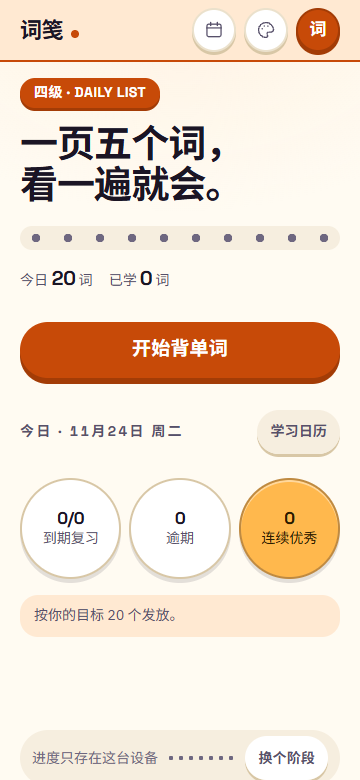 词笺
词
四级 · DAILY LIST
一页五个词，
看一遍就会。
今日 20 词 已学 0 词
开始背单词
今日 · 11月24日 周二
学习日历
0/0
到期复习
0
逾期
0
连续优秀
按你的目标 20 个发放。
进度只存在这台设备
换个阶段